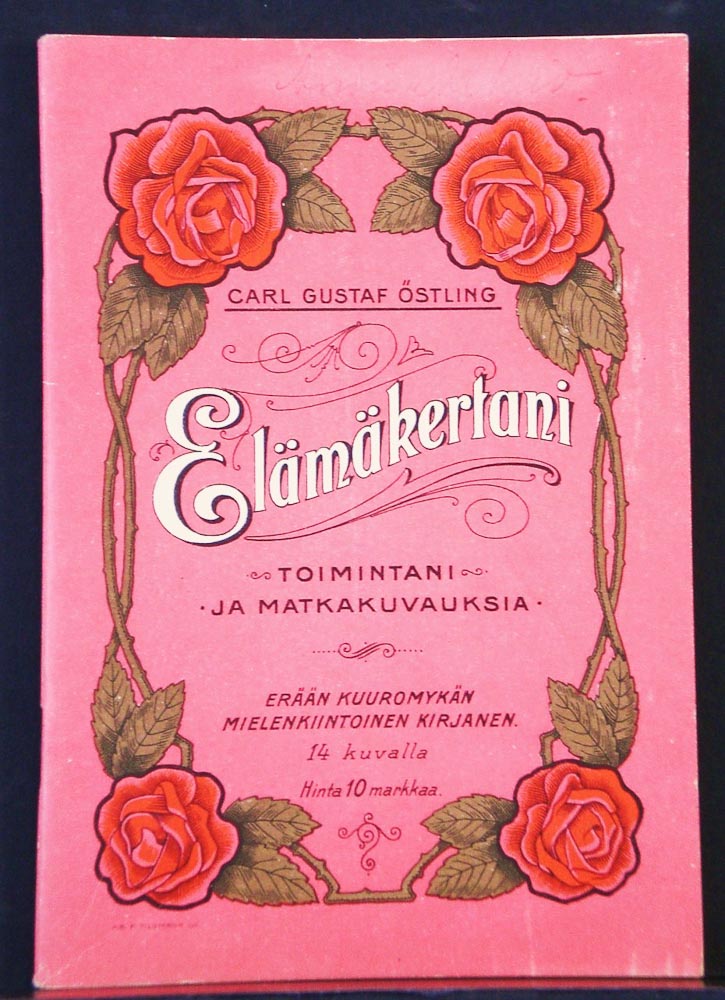 CARL GUSTAF ÖSTLING
Elämäkertani
TOIMINTANI
· JA MATKAKUVAUKSIA ·
ERÄÄN KUUROMYKÄN
MIELENKIINTOINEN KIRJANEN.
14 kuvalla
Hinta 10 markkaa.